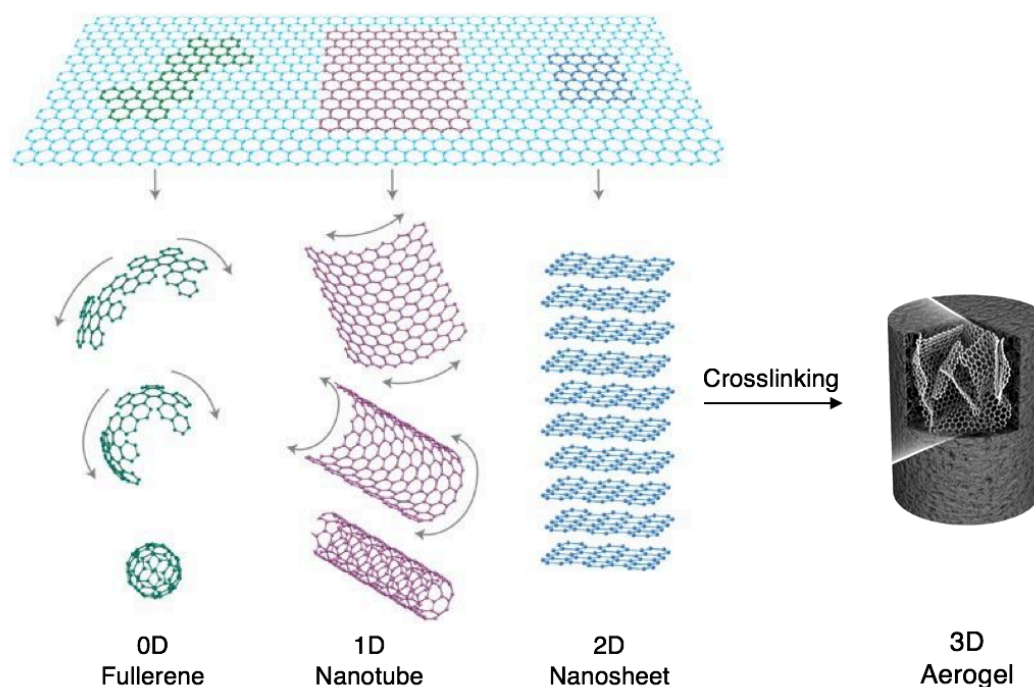 Crosslinking
0D
Fullerene
1D
Nanotube
2D
Nanosheet
3D
Aerogel